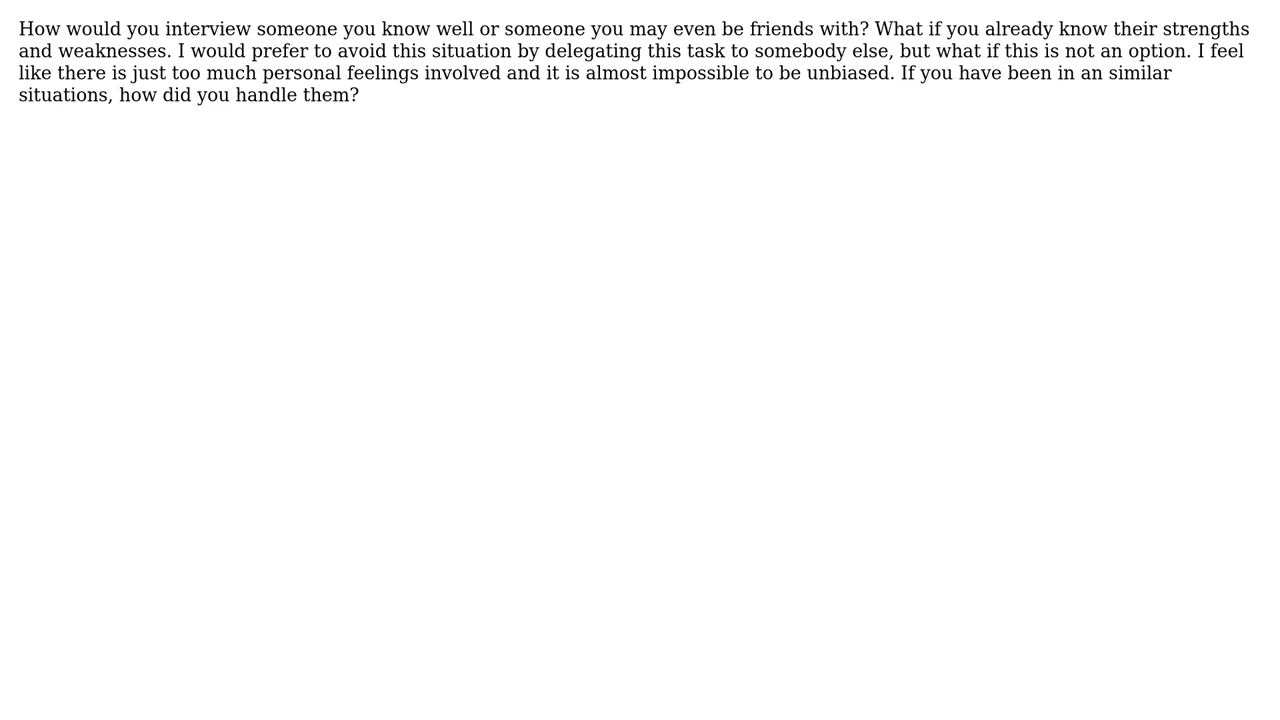 How would you interview someone you know well or someone you may even be friends with? What if you already know their strengths
and weaknesses. I would prefer to avoid this situation by delegating this task to somebody else, but what if this is not an option. I feel
like there is just too much personal feelings involved and it is almost impossible to be unbiased. If you have been in an similar
situations, how did you handle them?